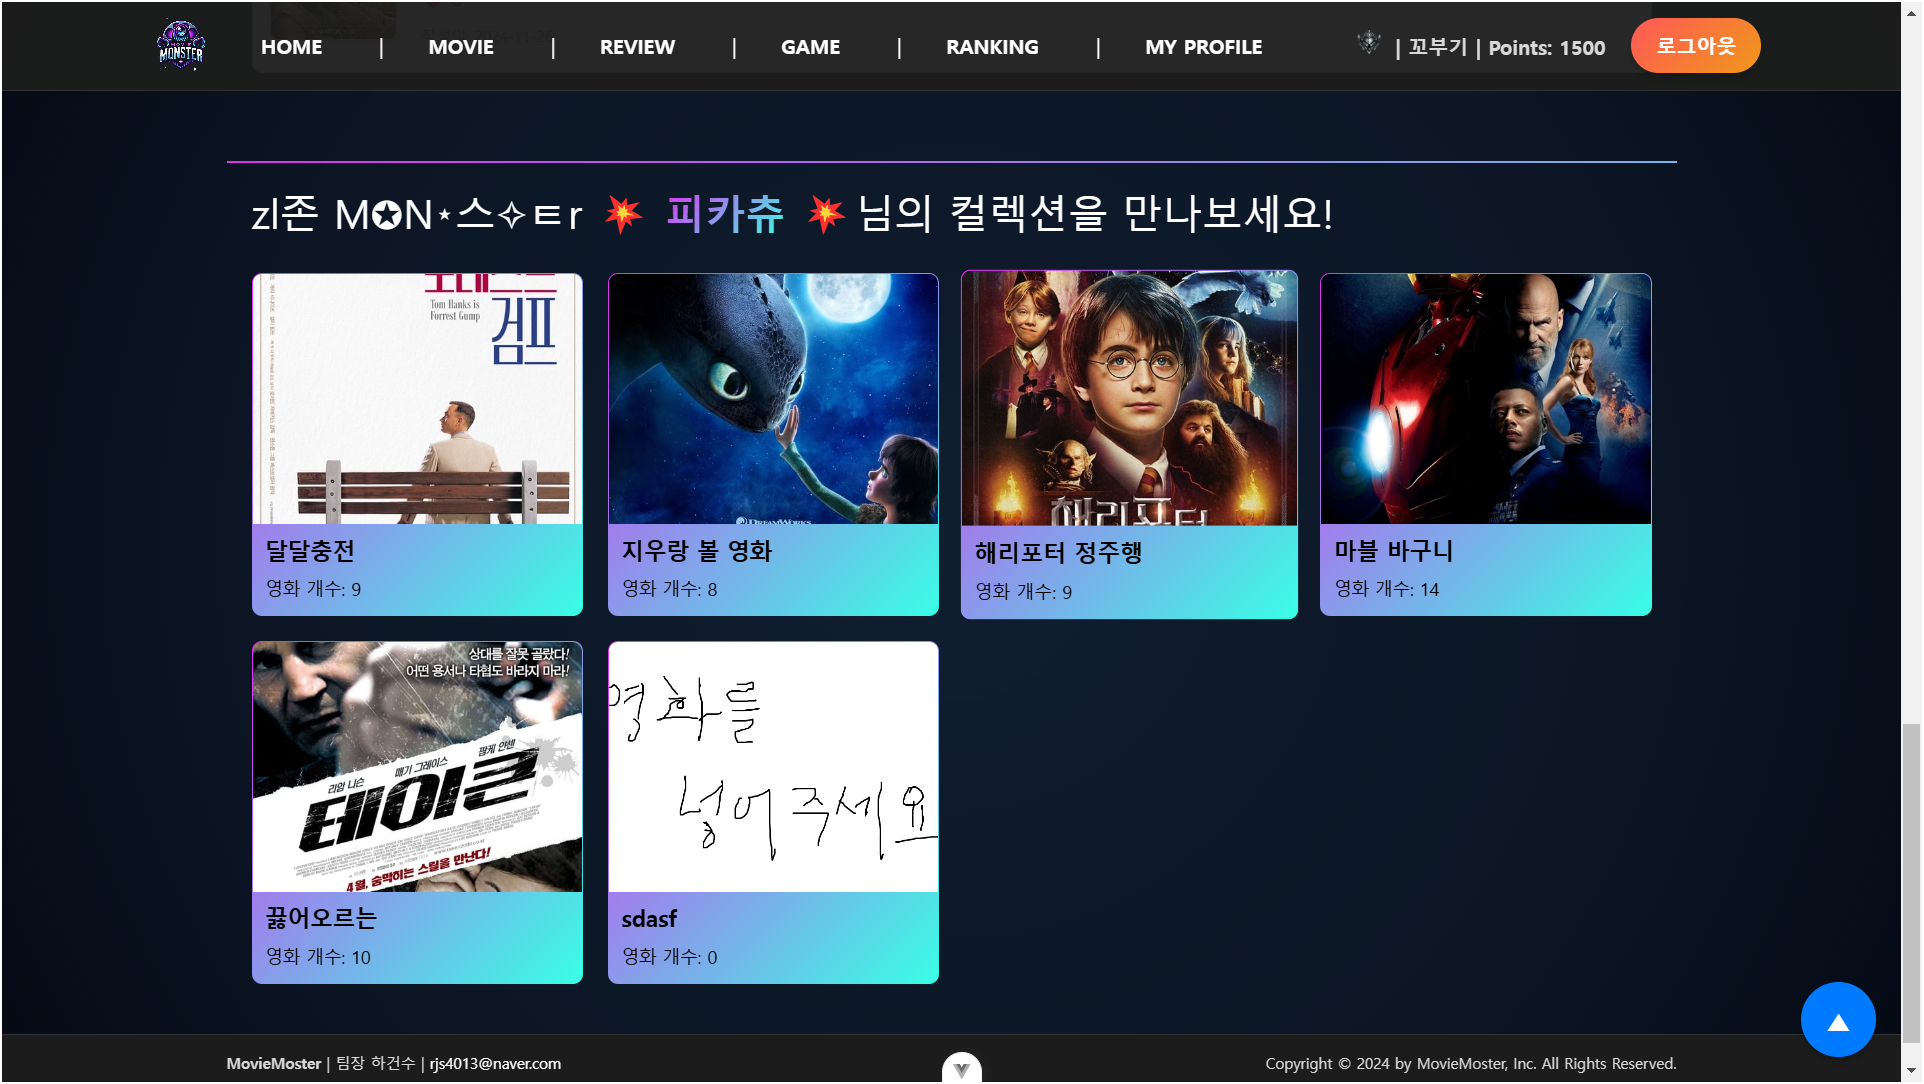 MOVIE
MONSTER
HOME | MOVIE | REVIEW | GAME | RANKING | MY PROFILE
| 꼬부기 | Points: 1500
로그아웃
zl존 M✪N⋆스✧ㅌr 💥 피카츄 💥 님의 컬렉션을 만나보세요!
포레스트
Tom Hanks is
Forrest Gump
검프
달달충전
영화 개수: 9
DREAMWORKS
지우랑 볼 영화
영화 개수: 8
해리포터
해리포터 정주행
영화 개수: 9
마블 바구니
영화 개수: 14
상대를 잘못 골랐다!
어떤 용서나 타협도 바라지 마라!
리암 니슨 매기 그레이스 팜케 얀센
테이큰
4월, 숨막히는 스릴을 만난다!
끓어오르는
영화 개수: 10
영화를
넣어주세요
sdasf
영화 개수: 0
▲
MovieMoster | 팀장 하건수 | rjs4013@naver.com
Copyright © 2024 by MovieMoster, Inc. All Rights Reserved.